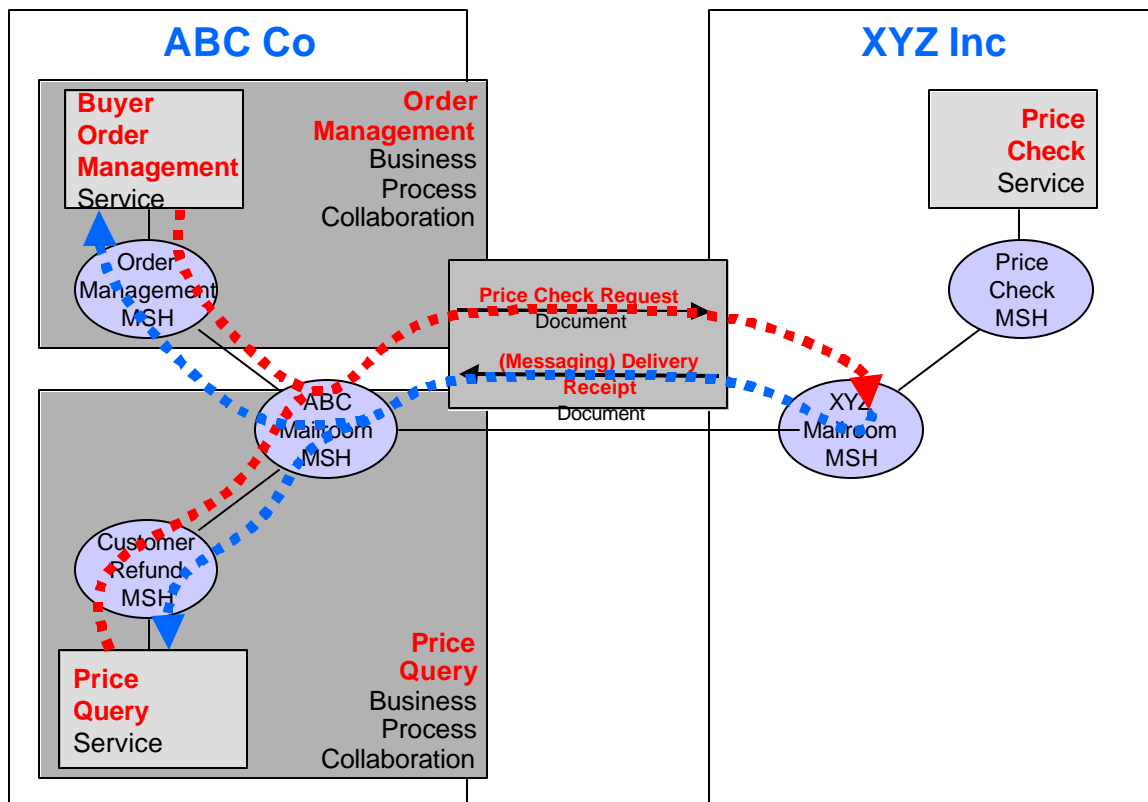 ABC Co
XYZ Inc
Buyer
Order
Management
Service
Order
Management
Business
Process
Collaboration
Price
Check
Service
Order
Management
MSH
Price
Check
MSH
Price Check Request
Document
(Messaging) Delivery
Receipt
Document
ABC
Mailroom
MSH
XYZ
Mailroom
MSH
Customer
Refund
MSH
Price
Query
Service
Price
Query
Business
Process
Collaboration